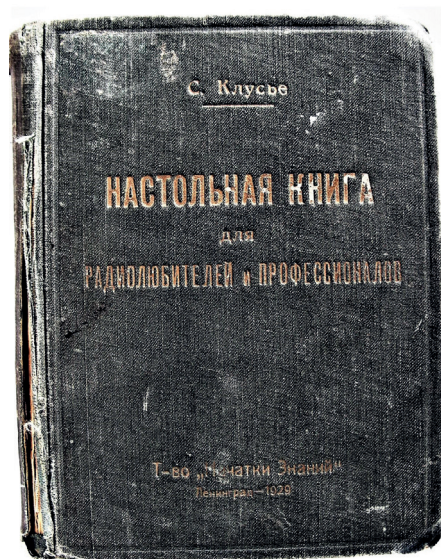 С. Клусье
НАСТОЛЬНАЯ КНИГА
для
РАДИОЛЮБИТЕЛЕЙ и ПРОФЕССИОНАЛОВ
Т-во „Начатки Знаний"
Ленинград—1929